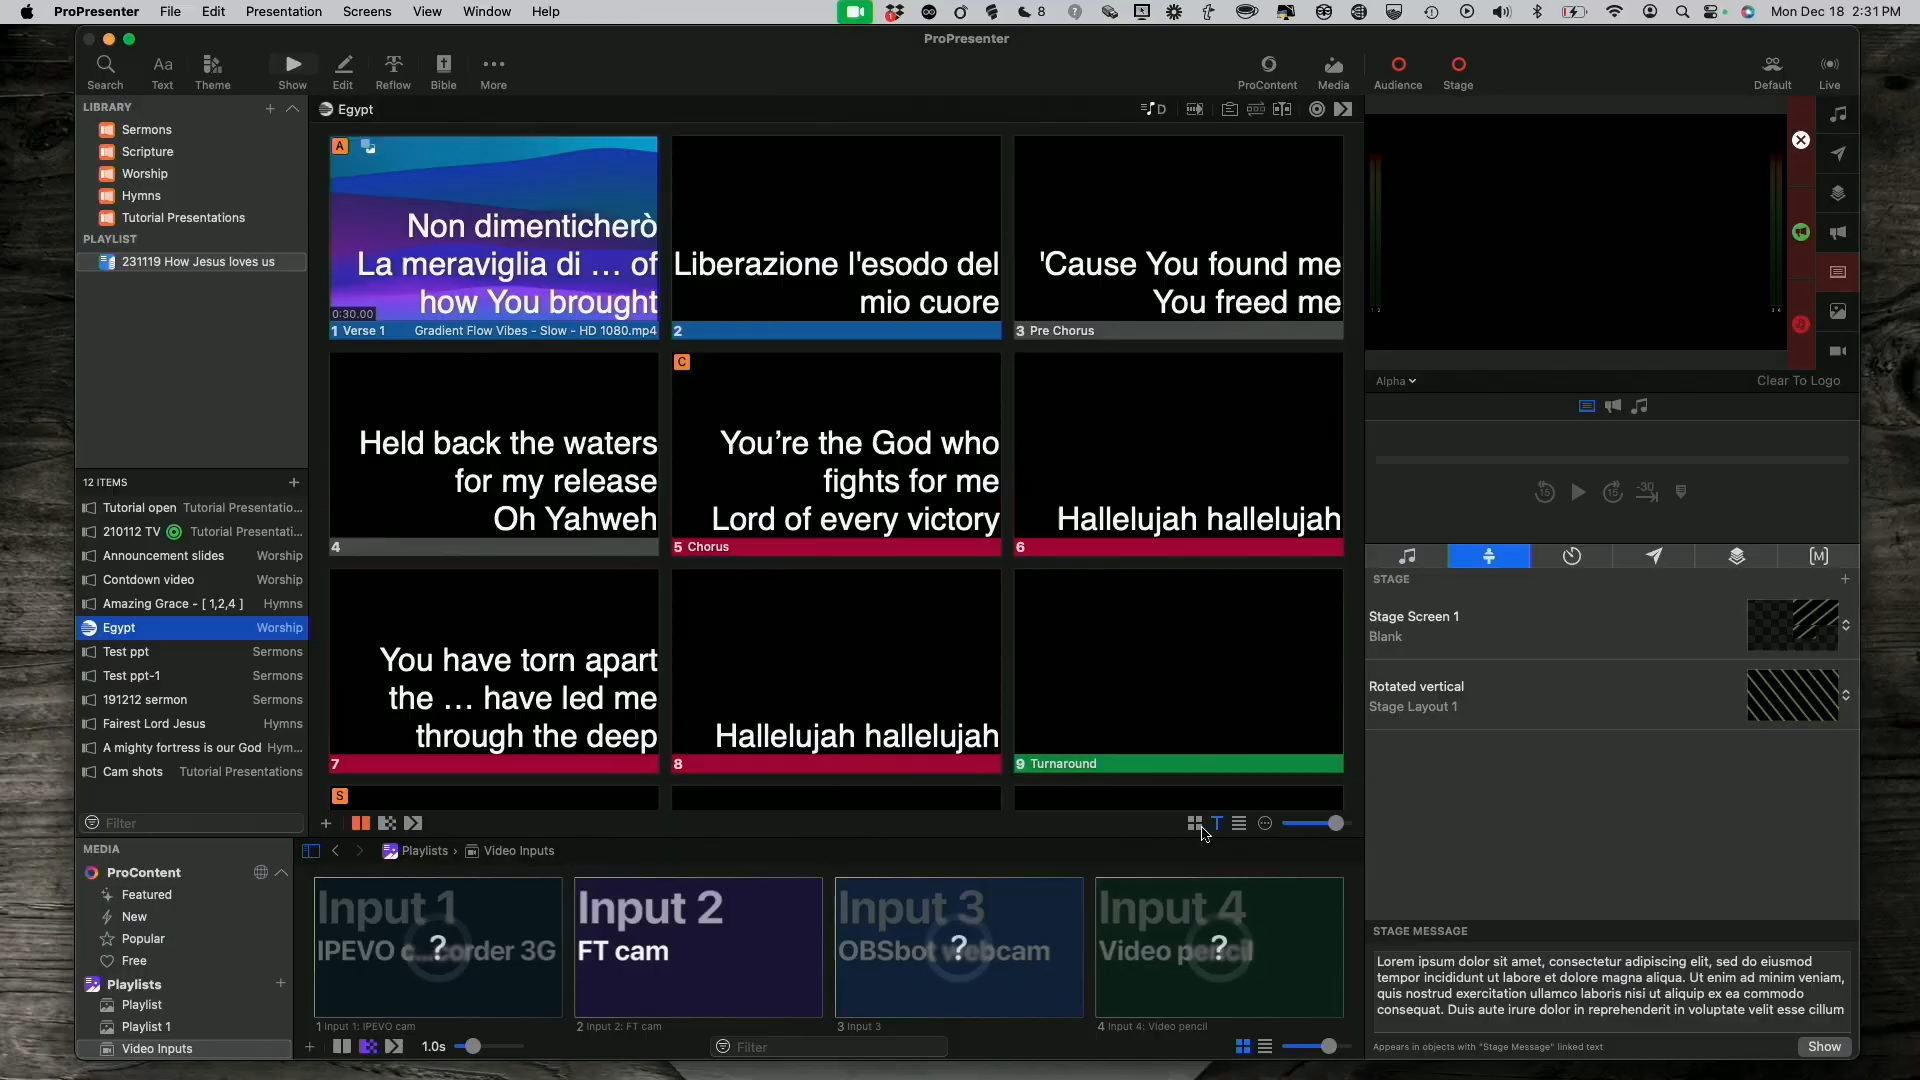 ProPresenter File Edit Presentation Screens View Window Help
8
Mon Dec 18 2:31 PM
ProPresenter
Search Text Theme Show Edit Reflow Bible More
ProContent Media Audience Stage Default Live
LIBRARY
Sermons
Scripture
Worship
Hymns
Tutorial Presentations
PLAYLIST
231119 How Jesus loves us
12 ITEMS
Tutorial open Tutorial Presentatio...
210112 TV Tutorial Presentati...
Announcement slides Worship
Contdown video Worship
Amazing Grace - [ 1,2,4 ] Hymns
Egypt Worship
Test ppt Sermons
Test ppt-1 Sermons
191212 sermon Sermons
Fairest Lord Jesus Hymns
A mighty fortress is our God Hym...
Cam shots Tutorial Presentations
Filter
Egypt
D
A
Non dimenticherò
La meraviglia di ... of
how You brought
0:30.00
1 Verse 1 Gradient Flow Vibes - Slow - HD 1080.mp4
Liberazione l'esodo del
mio cuore
2
'Cause You found me
You freed me
3 Pre Chorus
Held back the waters
for my release
Oh Yahweh
4
C
You're the God who
fights for me
Lord of every victory
5 Chorus
Hallelujah hallelujah
6
You have torn apart
the ... have led me
through the deep
7
Hallelujah hallelujah
8
9 Turnaround
S
Alpha
Clear To Logo
15 15 -30
[M]
STAGE
Stage Screen 1
Blank
Rotated vertical
Stage Layout 1
STAGE MESSAGE
Lorem ipsum dolor sit amet, consectetur adipiscing elit, sed do eiusmod
tempor incididunt ut labore et dolore magna aliqua. Ut enim ad minim veniam,
quis nostrud exercitation ullamco laboris nisi ut aliquip ex ea commodo
consequat. Duis aute irure dolor in reprehenderit in voluptate velit esse cillum
Appears in objects with "Stage Message" linked text
Show
MEDIA
ProContent
Featured
New
Popular
Free
Playlists
Playlist
Playlist 1
Video Inputs
Playlists › Video Inputs
Input 1
IPEVO c...corder 3G
?
1 Input 1: IPEVO cam
Input 2
FT cam
2 Input 2: FT cam
Input 3
OBSbot webcam
?
3 Input 3
Input 4
Video pencil
?
4 Input 4: Video pencil
1.0s
Filter